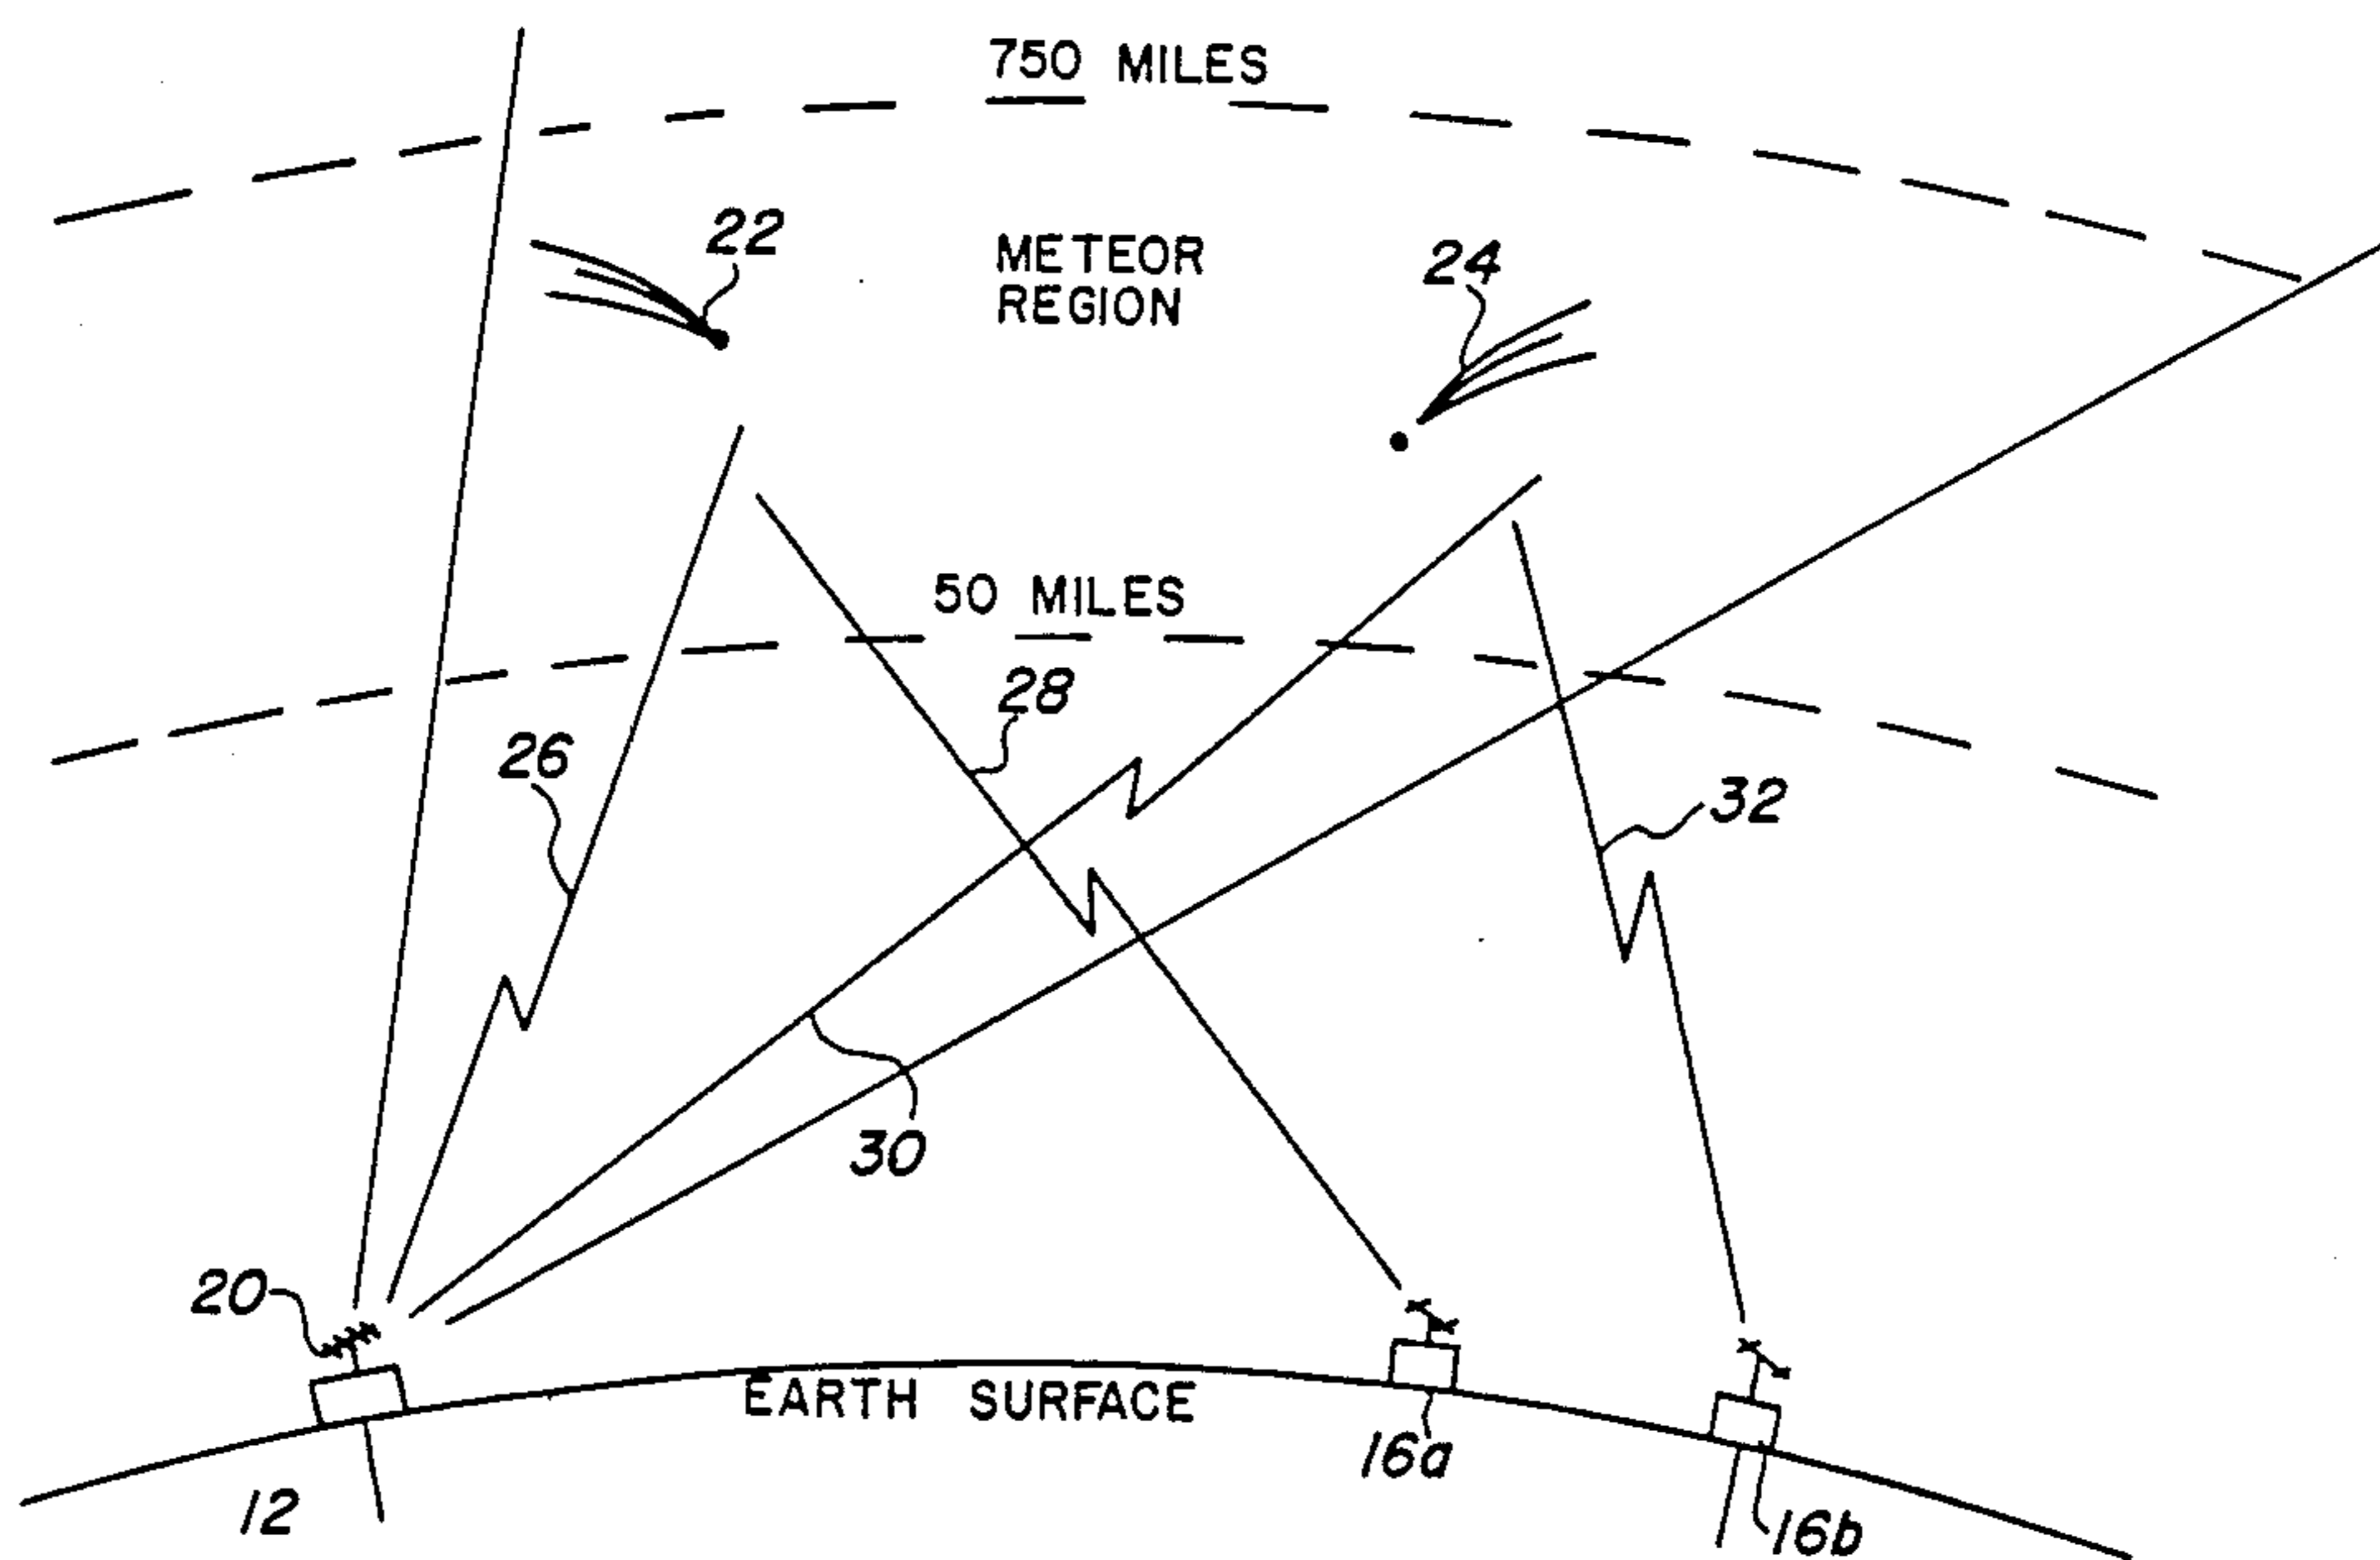 750 MILES
22
METEOR
REGION
24
50 MILES
28
26
32
30
20
EARTH SURFACE
16a
12
16b